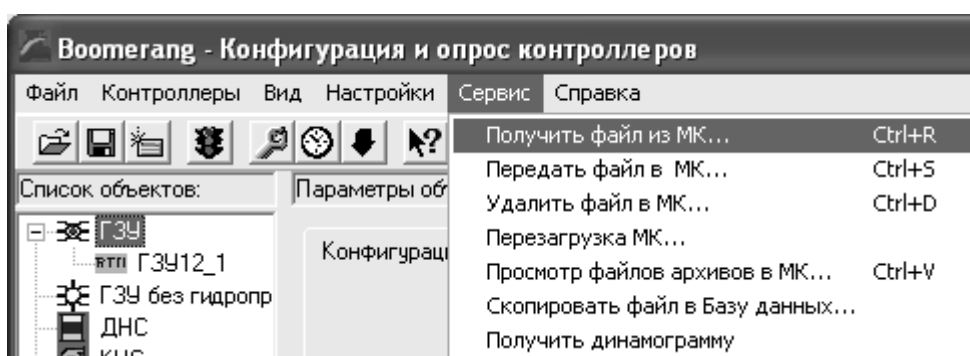 Boomerang - Конфигурация и опрос контроллеров
Файл Контроллеры Вид Настройки Сервис Справка
Получить файл из МК... Ctrl+R
Передать файл в МК... Ctrl+S
Удалить файл в МК... Ctrl+D
Перезагрузка МК...
Просмотр файлов архивов в МК... Ctrl+V
Скопировать файл в Базу данных...
Получить динамограмму
Список объектов:
Параметры об
ГЗУ
RTП ГЗУ12_1
ГЗУ без гидропр
ДНС
Конфигураци